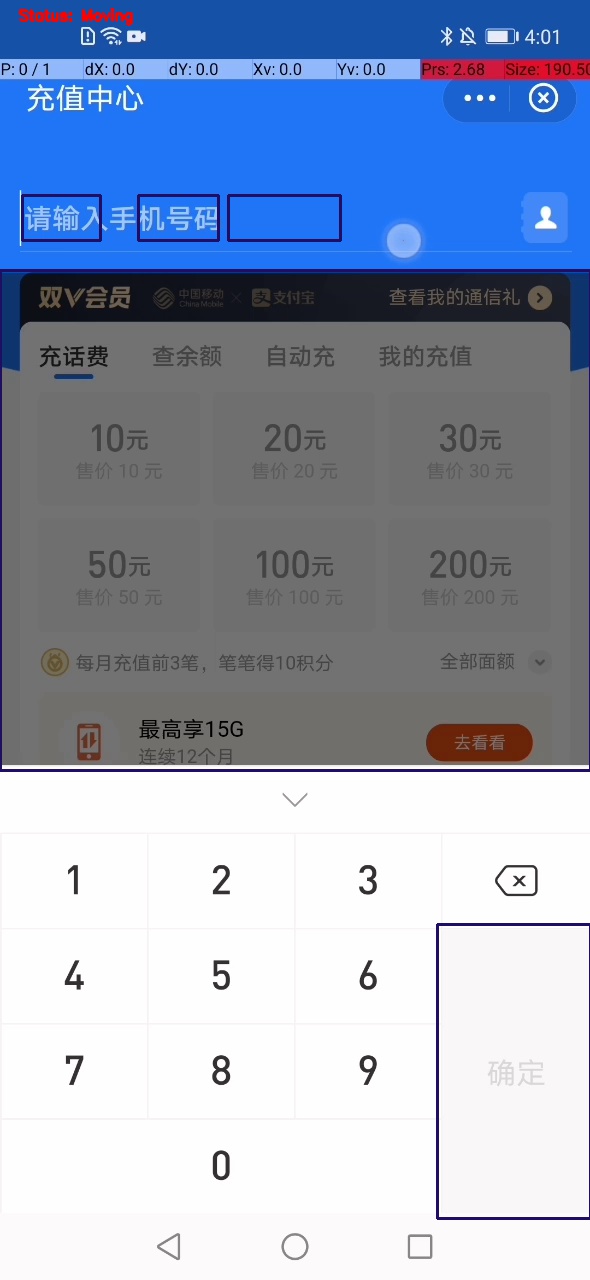 Status: Moving
4:01
P: 0 / 1 dX: 0.0 dY: 0.0 Xv: 0.0 Yv: 0.0 Prs: 2.68 Size: 190.50
充值中心
请输入手机号码
双V会员 中国移动 China Mobile × 支付宝 查看我的通信礼
充话费 查余额 自动充 我的充值
10元 20元 30元
售价 10 元 售价 20 元 售价 30 元
50元 100元 200元
售价 50 元 售价 100 元 售价 200 元
每月充值前3笔，笔笔得10积分 全部面额
最高享15G
连续12个月 去看看
1 2 3
4 5 6
7 8 9 确定
0